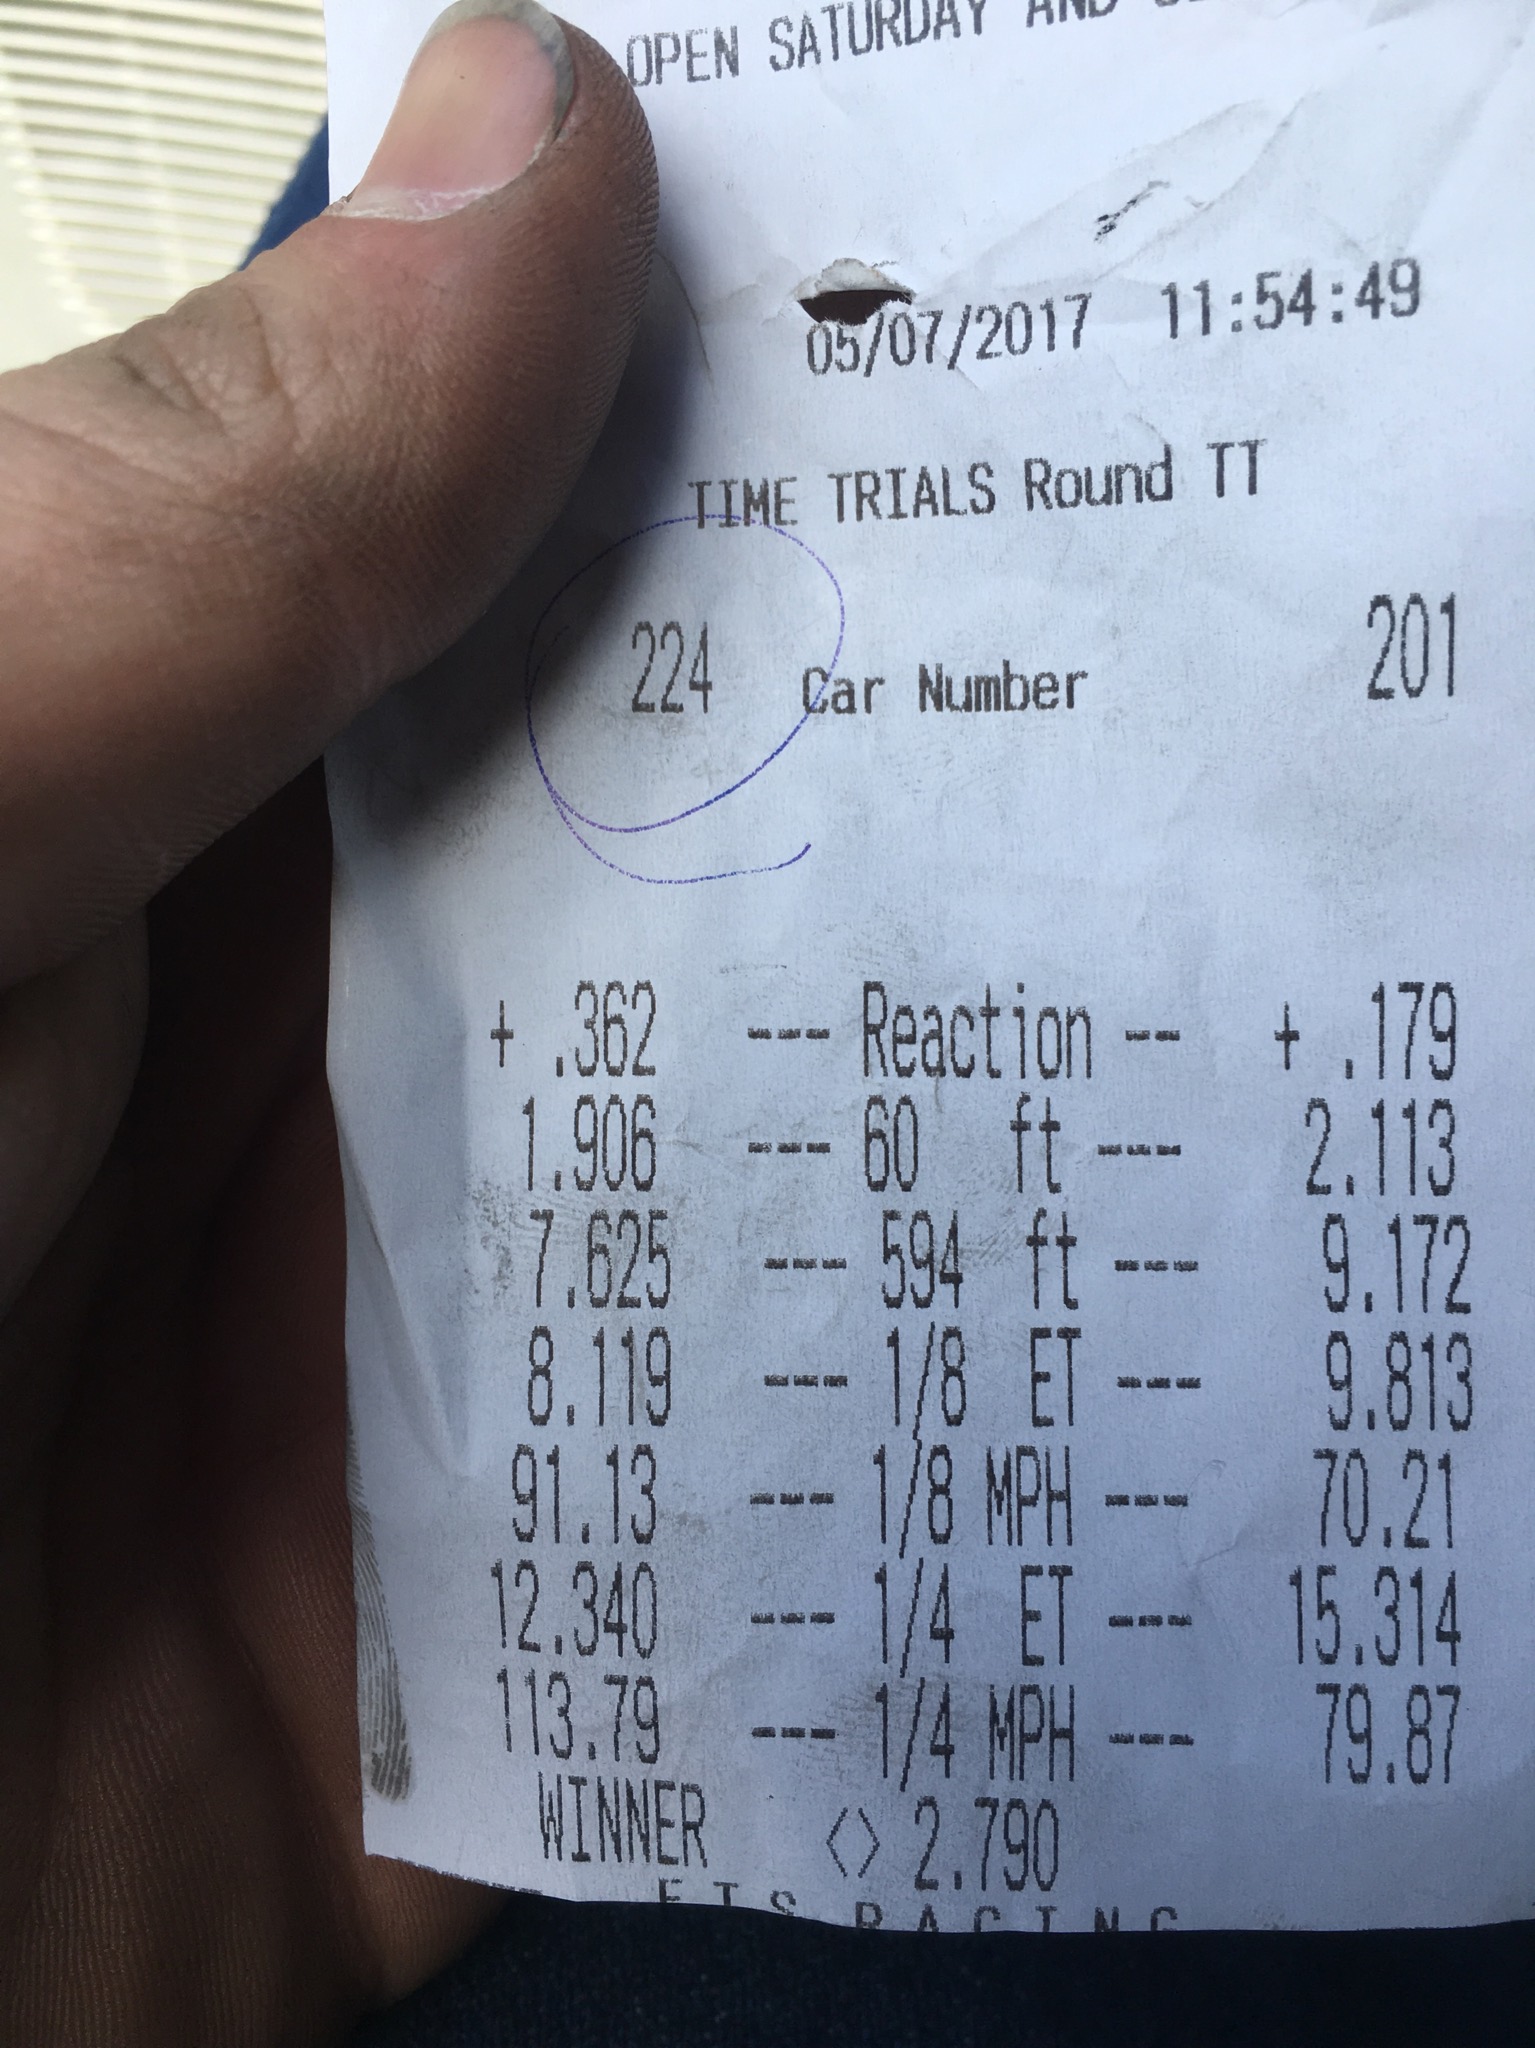 OPEN SATURDAY AND
05/07/2017 11:54:49
TIME TRIALS Round TT
224 Car Number 201
+ .362 --- Reaction -- + .179
1.906 --- 60 ft --- 2.113
7.625 --- 594 ft --- 9.172
8.119 --- 1/8 ET --- 9.813
91.13 --- 1/8 MPH --- 70.21
12.340 --- 1/4 ET --- 15.314
113.79 --- 1/4 MPH --- 79.87
WINNER <> 2.790
RACING